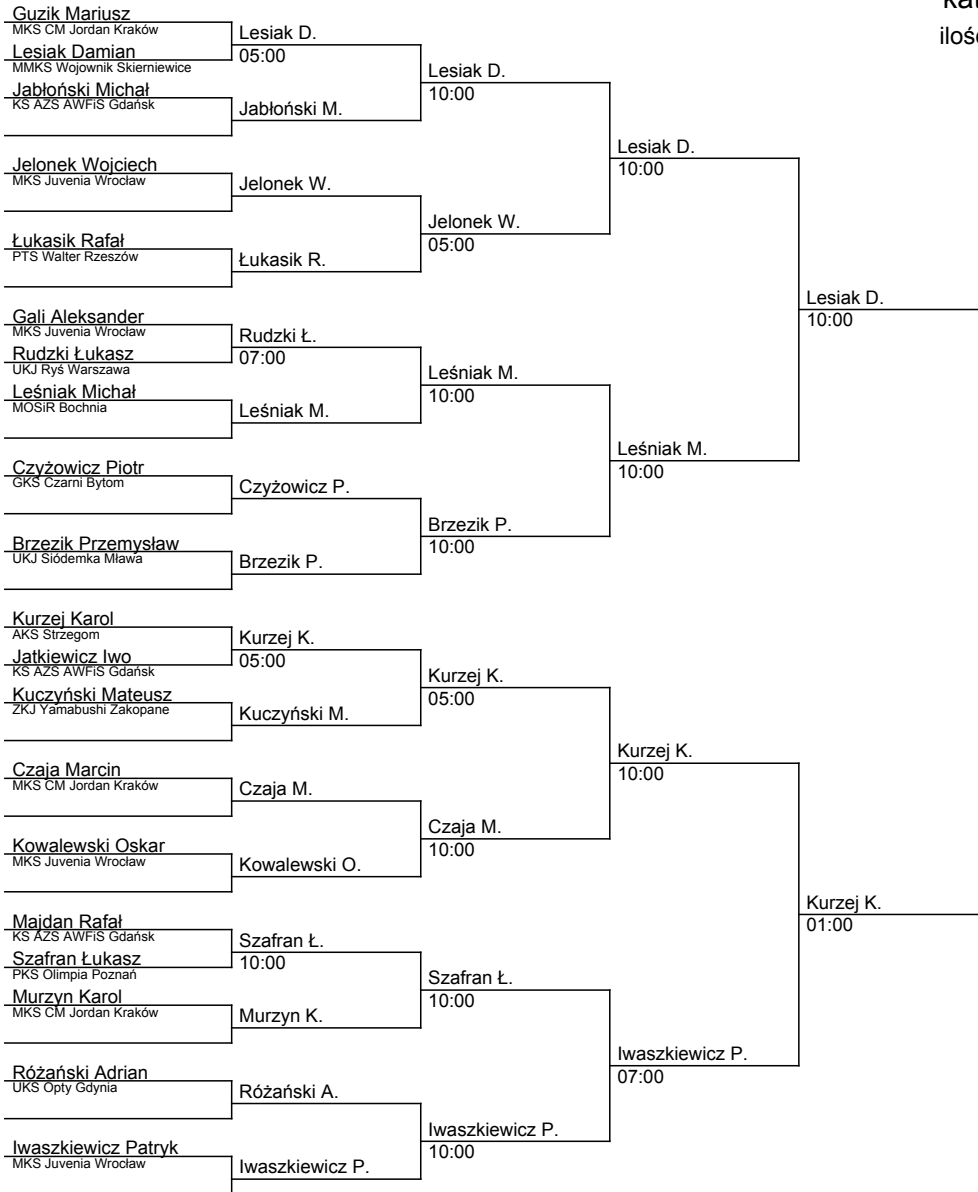 kat
ilość
Guzik Mariusz
MKS CM Jordan Kraków
Lesiak Damian
MMKS Wojownik Skierniewice
Jabłoński Michał
KS AZS AWFiS Gdańsk
Jelonek Wojciech
MKS Juvenia Wrocław
Łukasik Rafał
PTS Walter Rzeszów
Gali Aleksander
MKS Juvenia Wrocław
Rudzki Łukasz
UKJ Ryś Warszawa
Leśniak Michał
MOSiR Bochnia
Czyżowicz Piotr
GKS Czarni Bytom
Brzezik Przemysław
UKJ Siódemka Mława
Kurzej Karol
AKS Strzegom
Jatkiewicz Iwo
KS AZS AWFiS Gdańsk
Kuczyński Mateusz
ZKJ Yamabushi Zakopane
Czaja Marcin
MKS CM Jordan Kraków
Kowalewski Oskar
MKS Juvenia Wrocław
Majdan Rafał
KS AZS AWFiS Gdańsk
Szafran Łukasz
PKS Olimpia Poznań
Murzyn Karol
MKS CM Jordan Kraków
Różański Adrian
UKS Opty Gdynia
Iwaszkiewicz Patryk
MKS Juvenia Wrocław
Lesiak D.
05:00
Jabłoński M.
Jelonek W.
Łukasik R.
Rudzki Ł.
07:00
Leśniak M.
Czyżowicz P.
Brzezik P.
Kurzej K.
05:00
Kuczyński M.
Czaja M.
Kowalewski O.
Szafran Ł.
10:00
Murzyn K.
Różański A.
Iwaszkiewicz P.
Lesiak D.
10:00
Jelonek W.
05:00
Leśniak M.
10:00
Brzezik P.
10:00
Kurzej K.
05:00
Czaja M.
10:00
Szafran Ł.
10:00
Iwaszkiewicz P.
10:00
Lesiak D.
10:00
Leśniak M.
10:00
Kurzej K.
10:00
Iwaszkiewicz P.
07:00
Lesiak D.
10:00
Kurzej K.
01:00